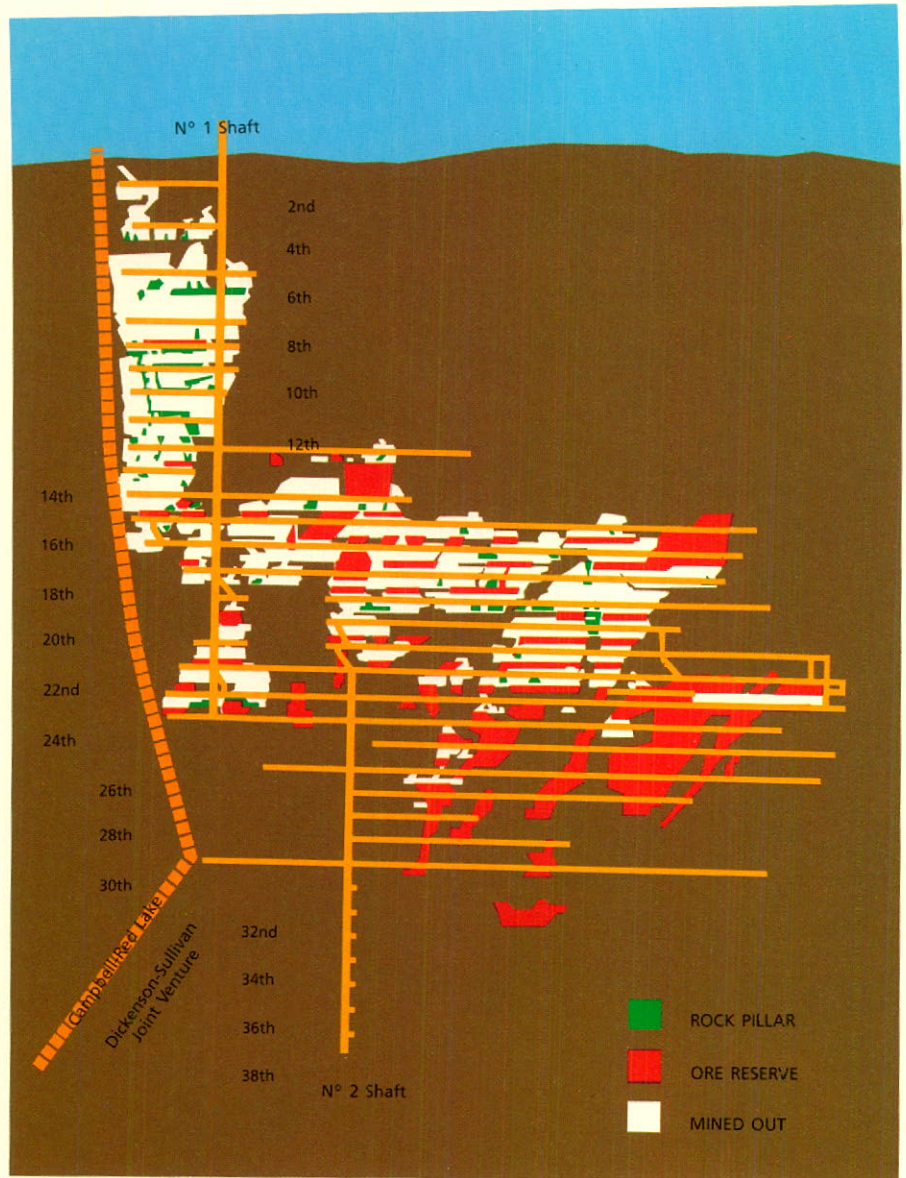 N° 1 Shaft
2nd
4th
6th
8th
10th
12th
14th
16th
18th
20th
22nd
24th
26th
28th
30th
32nd
34th
36th
38th
Campbell-Red Lake
Dickenson-Sullivan
Joint Venture
N° 2 Shaft
ROCK PILLAR
ORE RESERVE
MINED OUT